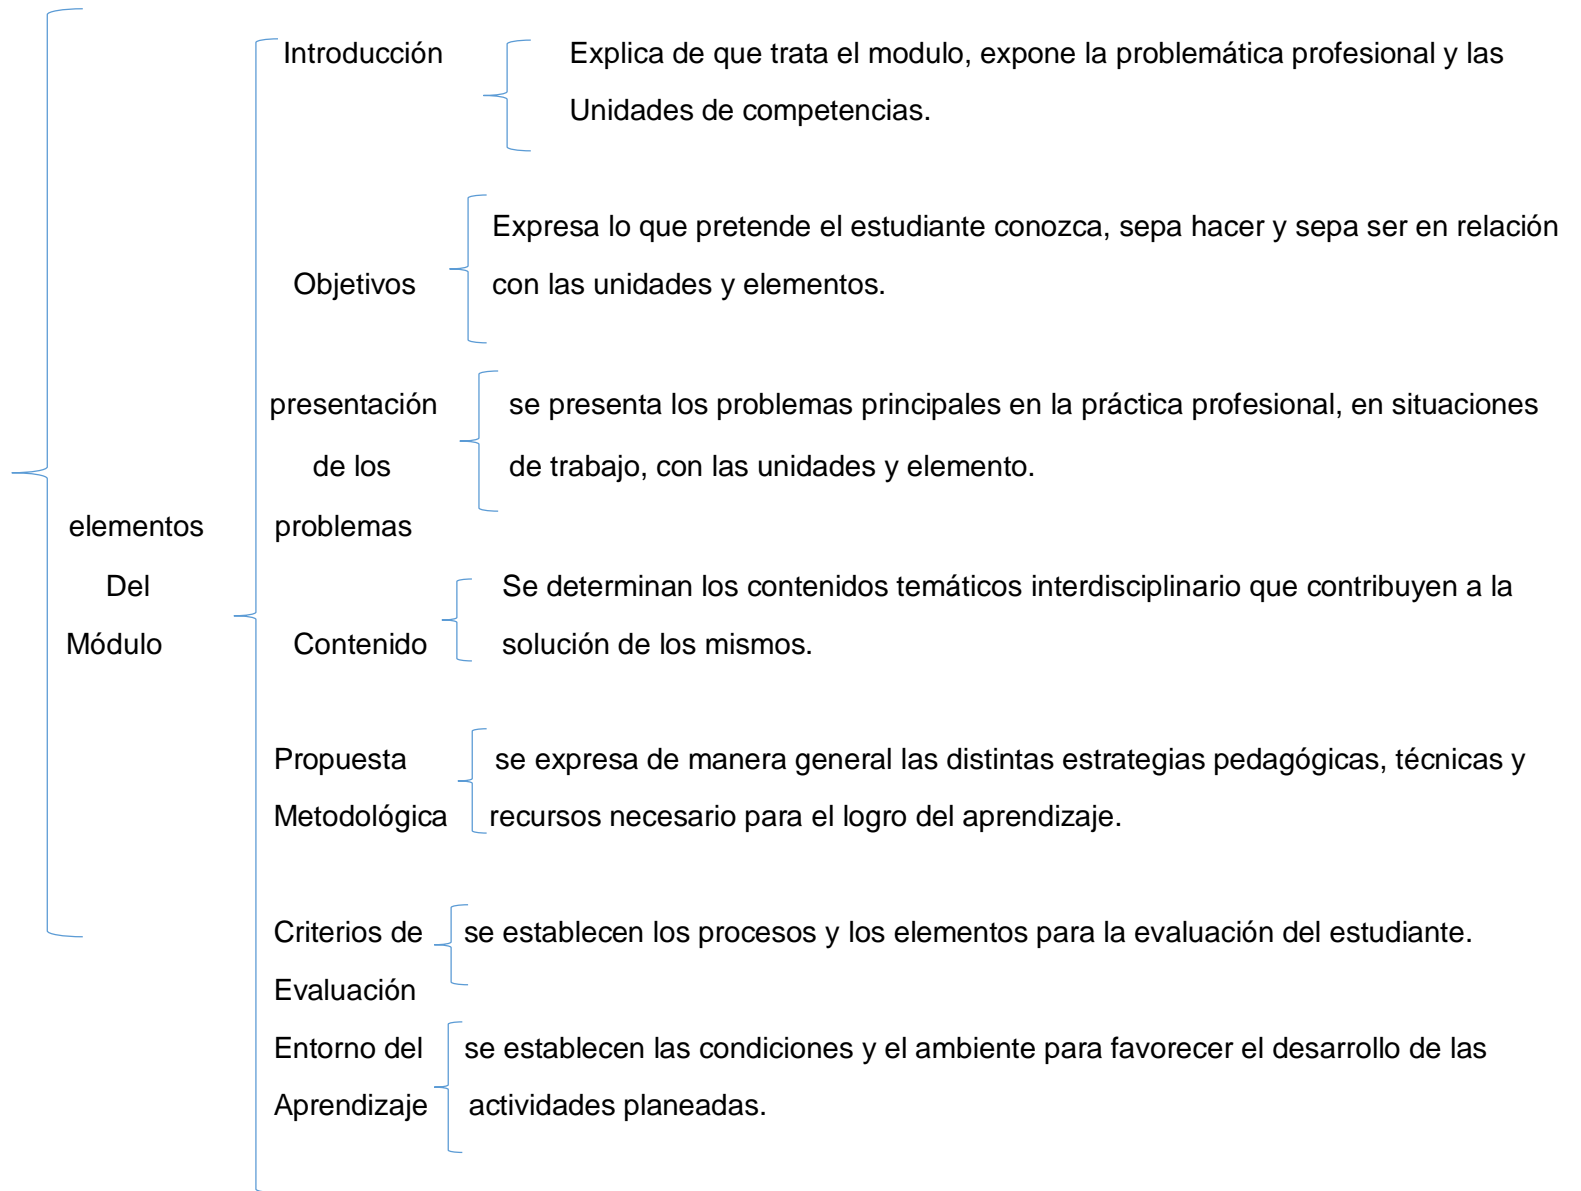 Introducción
Explica de que trata el modulo, expone la problemática profesional y las
Unidades de competencias.
Objetivos
Expresa lo que pretende el estudiante conozca, sepa hacer y sepa ser en relación
con las unidades y elementos.
presentación
de los
problemas
se presenta los problemas principales en la práctica profesional, en situaciones
de trabajo, con las unidades y elemento.
elementos
Del
Módulo
Contenido
Se determinan los contenidos temáticos interdisciplinario que contribuyen a la
solución de los mismos.
Propuesta
Metodológica
se expresa de manera general las distintas estrategias pedagógicas, técnicas y
recursos necesario para el logro del aprendizaje.
Criterios de
Evaluación
se establecen los procesos y los elementos para la evaluación del estudiante.
Entorno del
Aprendizaje
se establecen las condiciones y el ambiente para favorecer el desarrollo de las
actividades planeadas.